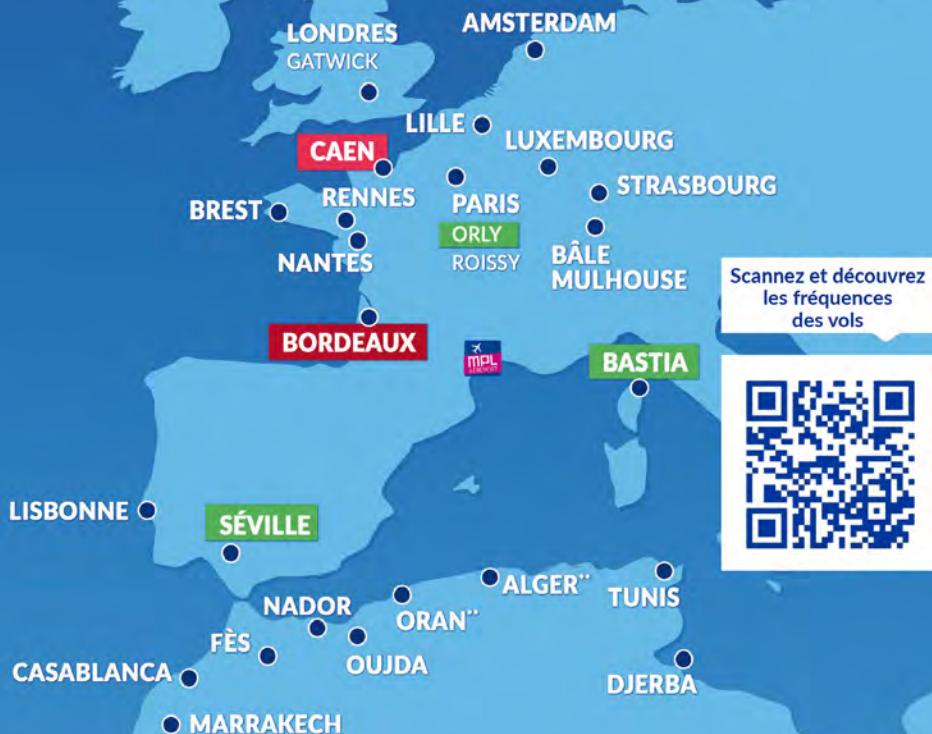 LONDRES
GATWICK
AMSTERDAM
LILLE
CAEN
LUXEMBOURG
STRASBOURG
BREST
RENNES
PARIS
ORLY
ROISSY
NANTES
BÂLE
MULHOUSE
Scannez et découvrez
les fréquences
des vols
BORDEAUX
MPL
BASTIA
LISBONNE
SÉVILLE
ALGER¨
TUNIS
NADOR
ORAN¨
FÈS
OUJDA
CASABLANCA
DJERBA
MARRAKECH